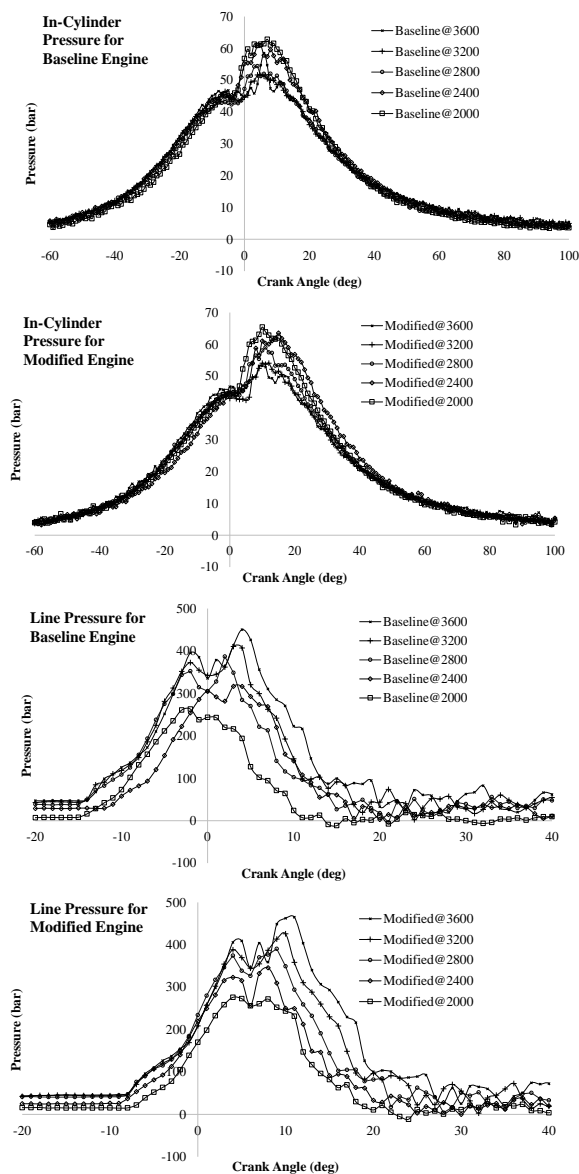 In-Cylinder
Pressure for
Baseline Engine
Pressure (bar)
70
60
50
40
30
20
10
0
-10
-60
-40
-20
0
20
40
60
80
100
Crank Angle (deg)
Baseline@3600
Baseline@3200
Baseline@2800
Baseline@2400
Baseline@2000
In-Cylinder
Pressure for
Modified Engine
Pressure (bar)
70
60
50
40
30
20
10
0
-10
-60
-40
-20
0
20
40
60
80
100
Crank Angle (deg)
Modified@3600
Modified@3200
Modified@2800
Modified@2400
Modified@2000
Line Pressure for
Baseline Engine
Pressure (bar)
500
400
300
200
100
0
-100
-20
-10
0
10
20
30
40
Crank Angle (deg)
Baseline@3600
Baseline@3200
Baseline@2800
Baseline@2400
Baseline@2000
Line Pressure for
Modified Engine
Pressure (bar)
500
400
300
200
100
0
-100
-20
-10
0
10
20
30
40
Crank Angle (deg)
Modified@3600
Modified@3200
Modified@2800
Modified@2400
Modified@2000